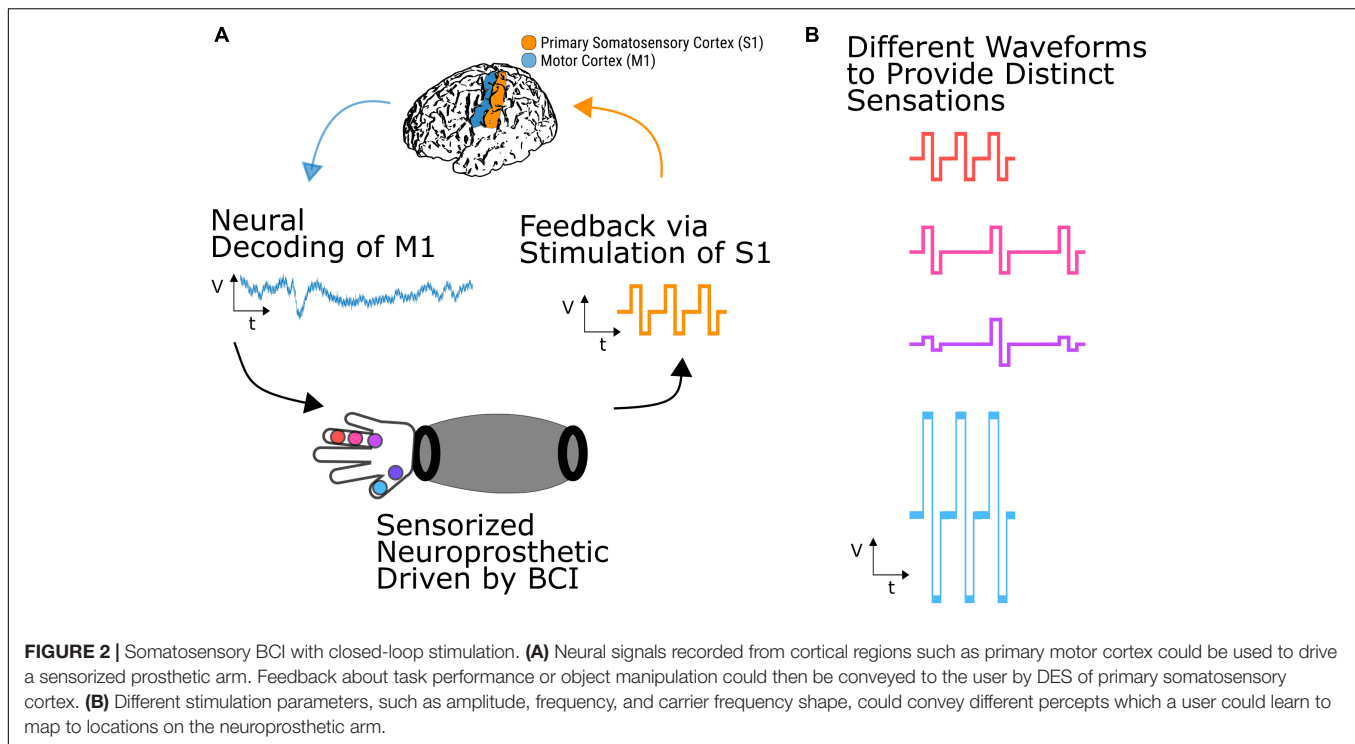 A
Primary Somatosensory Cortex (S1)
Motor Cortex (M1)
Neural
Decoding of M1
V
t
Feedback via
Stimulation of S1
V
t
Sensorized
Neuroprosthetic
Driven by BCI
B
Different Waveforms
to Provide Distinct
Sensations
V
t
FIGURE 2 | Somatosensory BCI with closed-loop stimulation. (A) Neural signals recorded from cortical regions such as primary motor cortex could be used to drive
a sensorized prosthetic arm. Feedback about task performance or object manipulation could then be conveyed to the user by DES of primary somatosensory
cortex. (B) Different stimulation parameters, such as amplitude, frequency, and carrier frequency shape, could convey different percepts which a user could learn to
map to locations on the neuroprosthetic arm.